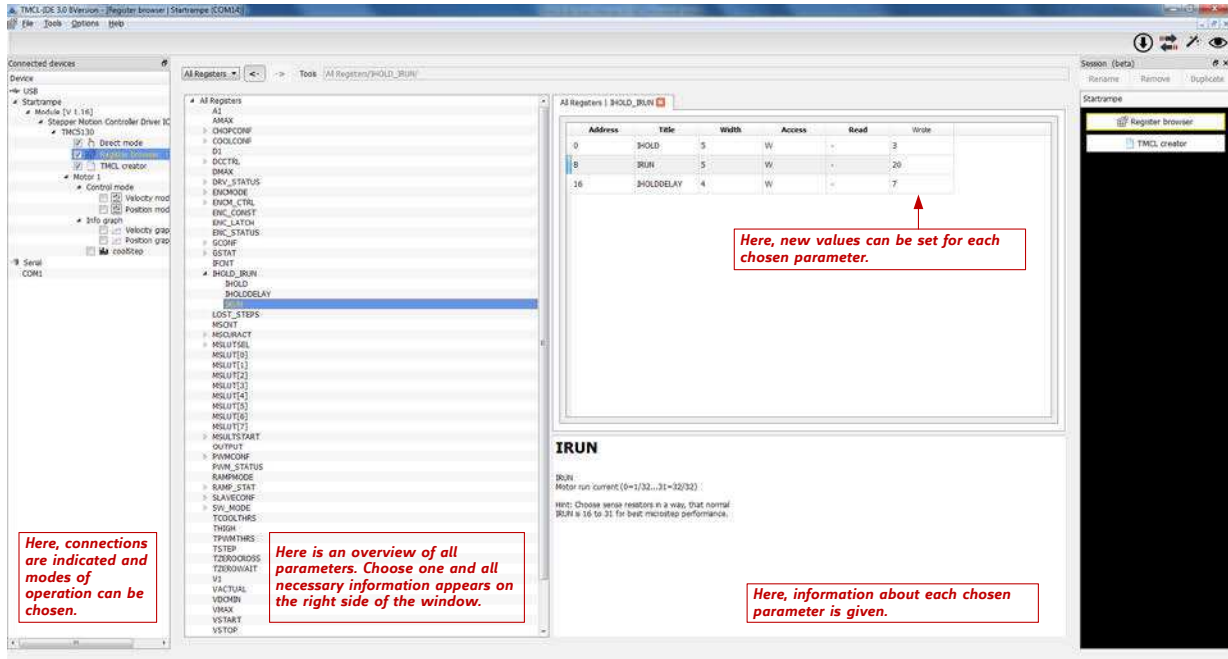 TMCL-IDE 3.0 BVersion - [Register browser | Startrampe (COM14)]
File Tools Options Help
Connected devices
Device
USB
Startrampe
Module [V 1.16]
Stepper Motion Controller Driver IC
TMC5130
Direct mode
Register browser
TMCL creator
Motor 1
Control mode
Velocity mod
Position mod
Info graph
Velocity grap
Position grap
coolStep
Serial
COM1
Here, connections
are indicated and
modes of
operation can be
chosen.
All Registers <- -> Tools All Registers/IHOLD_IRUN/
All Registers
A1
AMAX
CHOPCONF
COOLCONF
D1
DCCTRL
DMAX
DRV_STATUS
ENCMODE
ENCM_CTRL
ENC_CONST
ENC_LATCH
ENC_STATUS
GCONF
GSTAT
IFCNT
IHOLD_IRUN
IHOLD
IHOLDDELAY
IRUN
LOST_STEPS
MSCNT
MSCURACT
MSLUTSEL
MSLUT[0]
MSLUT[1]
MSLUT[2]
MSLUT[3]
MSLUT[4]
MSLUT[5]
MSLUT[6]
MSLUT[7]
MSULTSTART
OUTPUT
PWMCONF
PWM_STATUS
RAMPMODE
RAMP_STAT
SLAVECONF
SW_MODE
TCOOLTHRS
THIGH
TPWMTHRS
TSTEP
TZEROCROSS
TZEROWAIT
V1
VACTUAL
VDCMIN
VMAX
VSTART
VSTOP
Here is an overview of all
parameters. Choose one and all
necessary information appears on
the right side of the window.
All Registers | IHOLD_IRUN
Address Title Width Access Read Wrote
0 IHOLD 5 W - 3
8 IRUN 5 W - 20
16 IHOLDDELAY 4 W - 7
Here, new values can be set for each
chosen parameter.
IRUN
IRUN
Motor run current (0=1/32...31=32/32)
Hint: Choose sense resistors in a way, that normal
IRUN is 16 to 31 for best microstep performance.
Here, information about each chosen
parameter is given.
Session (beta)
Rename Remove Duplicate
Startrampe
Register browser
TMCL creator